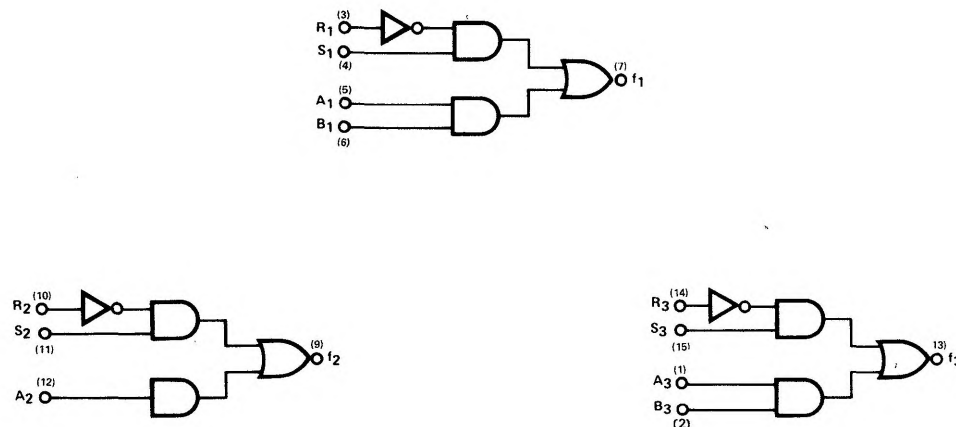 (3)
R1
S1
(4)
(7)
f1
(5)
A1
B1
(6)
(10)
R2
S2
(11)
(9)
f2
(12)
A2
(14)
R3
S3
(15)
(13)
(1)
A3
B3
(2)